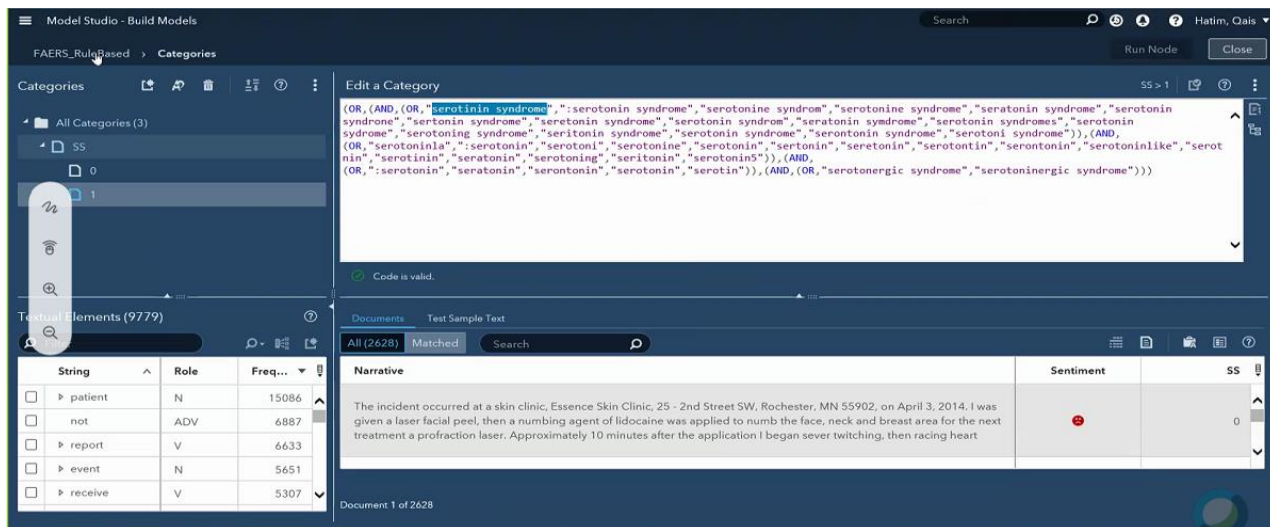 Model Studio - Build Models
Search
Hatim, Qais
FAERS_RuleBased > Categories
Run Node
Close
Categories
All Categories (3)
SS
0
1
Edit a Category
SS > 1
(OR,(AND,(OR,"serotinin syndrome",":serotonin syndrome","serotonine syndrom","serotonine syndrome","seratonin syndrome","serotonin
syndrone","sertonin syndrome","seretonin syndrome","serotonin syndrom","seratonin symdrome","serotonin syndromes","serotonin
sydrome","serotoning syndrome","seritonin syndrome","serotonin syndrome","serontonin syndrome","serotoni syndrome")),(AND,
(OR,"serotonin1a",":serotonin","serotoni","serotonine","serotonin","sertonin","seretonin","serotontin","serontonin","serotoninlike","serot
nin","serotinin","seratonin","serotoning","seritonin","serotonin5")),(AND,
(OR,":serotonin","seratonin","serontonin","serotonin","serotin")),(AND,(OR,"serotonergic syndrome","serotoninergic syndrome")))
Code is valid.
Textual Elements (9779)
Documents Test Sample Text
All (2628) Matched Search
String Role Freq...
patient N 15086
not ADV 6887
report V 6633
event N 5651
receive V 5307
Narrative Sentiment SS
The incident occurred at a skin clinic, Essence Skin Clinic, 25 - 2nd Street SW, Rochester, MN 55902, on April 3, 2014. I was
given a laser facial peel, then a numbing agent of lidocaine was applied to numb the face, neck and breast area for the next
treatment a profraction laser. Approximately 10 minutes after the application I began sever twitching, then racing heart
0
Document 1 of 2628